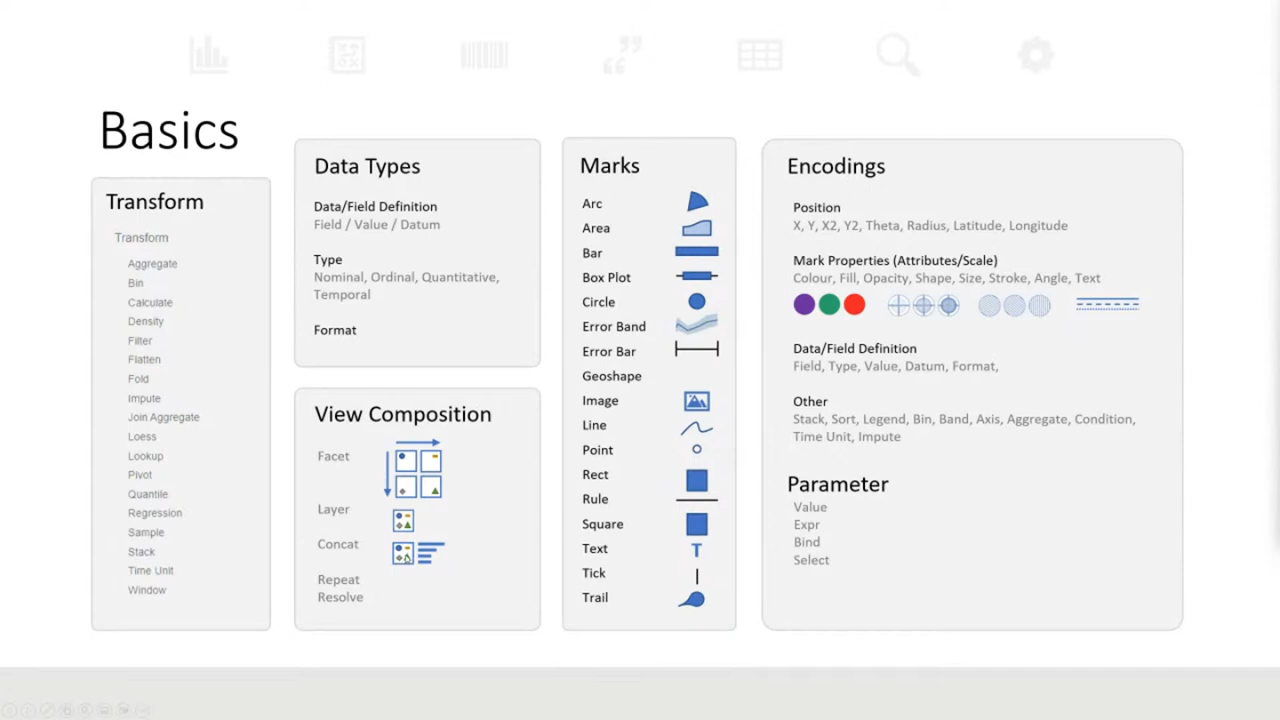 Basics
Transform
Transform
Aggregate
Bin
Calculate
Density
Filter
Flatten
Fold
Impute
Join Aggregate
Loess
Lookup
Pivot
Quantile
Regression
Sample
Stack
Time Unit
Window
Data Types
Data/Field Definition
Field / Value / Datum
Type
Nominal, Ordinal, Quantitative,
Temporal
Format
View Composition
Facet
Layer
Concat
Repeat
Resolve
Marks
Arc
Area
Bar
Box Plot
Circle
Error Band
Error Bar
Geoshape
Image
Line
Point
Rect
Rule
Square
Text
T
Tick
Trail
Encodings
Position
X, Y, X2, Y2, Theta, Radius, Latitude, Longitude
Mark Properties (Attributes/Scale)
Colour, Fill, Opacity, Shape, Size, Stroke, Angle, Text
Data/Field Definition
Field, Type, Value, Datum, Format,
Other
Stack, Sort, Legend, Bin, Band, Axis, Aggregate, Condition,
Time Unit, Impute
Parameter
Value
Expr
Bind
Select